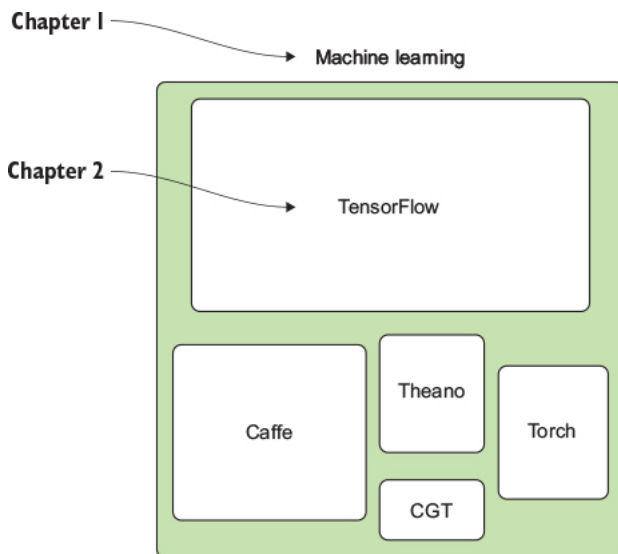 Chapter 1
Machine learning
Chapter 2
TensorFlow
Caffe
Theano
Torch
CGT